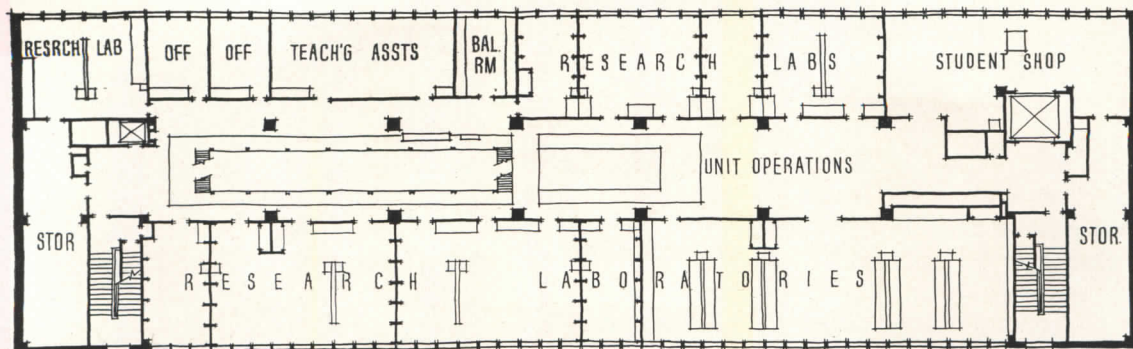 RESRCH LAB
OFF
OFF
TEACH'G ASSTS
BAL.
RM
RESEARCH LABS
STUDENT SHOP
UNIT OPERATIONS
STOR
STOR.
RESEARCH LABORATORIES